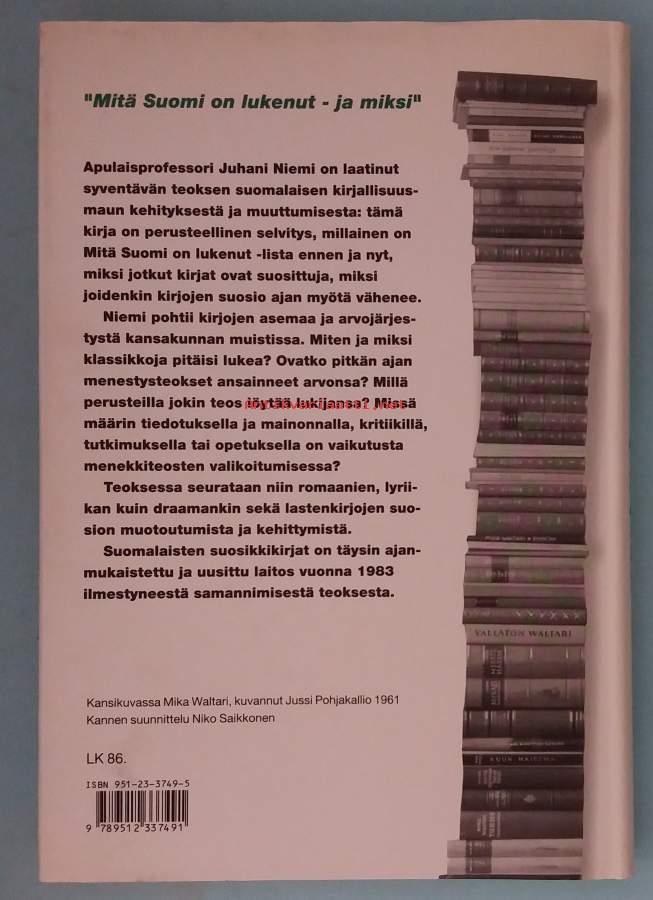 "Mitä Suomi on lukenut - ja miksi"
Apulaisprofessori Juhani Niemi on laatinut
syventävän teoksen suomalaisen kirjallisuus-
maun kehityksestä ja muuttumisesta: tämä
kirja on perusteellinen selvitys, millainen on
Mitä Suomi on lukenut -lista ennen ja nyt,
miksi jotkut kirjat ovat suosittuja, miksi
joidenkin kirjojen suosio ajan myötä vähenee.
Niemi pohtii kirjojen asemaa ja arvojärjes-
tystä kansakunnan muistissa. Miten ja miksi
klassikkoja pitäisi lukea? Ovatko pitkän ajan
menestysteokset ansainneet arvonsa? Millä
perusteilla jokin teos löytää lukijansa? Missä
määrin tiedotuksella ja mainonnalla, kritiikillä,
tutkimuksella tai opetuksella on vaikutusta
menekkiteosten valikoitumisessa?
Teoksessa seurataan niin romaanien, lyrii-
kan kuin draamankin sekä lastenkirjojen suo-
sion muotoutumista ja kehittymistä.
Suomalaisten suosikkikirjat on täysin ajan-
mukaistettu ja uusittu laitos vuonna 1983
ilmestyneestä samannimisestä teoksesta.
Kansikuvassa Mika Waltari, kuvannut Jussi Pohjakallio 1961
Kannen suunnittelu Niko Saikkonen
LK 86.
ISBN 951-23-3749-5
9 789512 337491
VALLATON WALTARI
KUUN MAISEMA